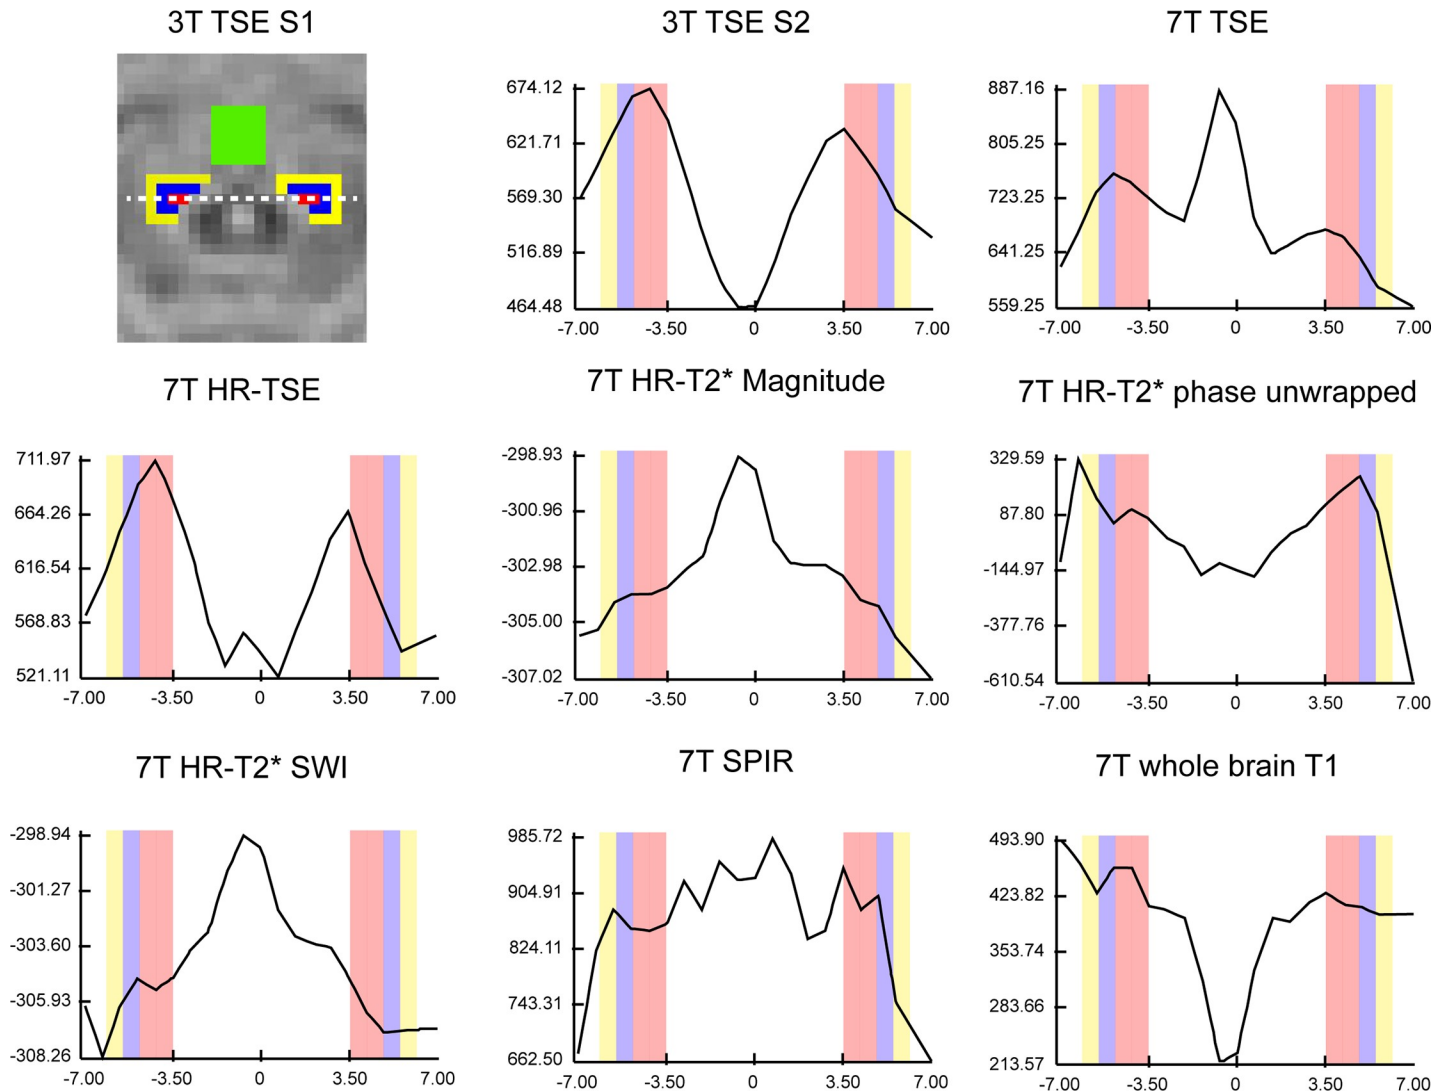 3T TSE S1
3T TSE S2
674.12
621.71
569.30
516.89
464.48
-7.00 -3.50 0 3.50 7.00
7T TSE
887.16
805.25
723.25
641.25
559.25
-7.00 -3.50 0 3.50 7.00
7T HR-TSE
711.97
664.26
616.54
568.83
521.11
-7.00 -3.50 0 3.50 7.00
7T HR-T2* Magnitude
-298.93
-300.96
-302.98
-305.00
-307.02
-7.00 -3.50 0 3.50 7.00
7T HR-T2* phase unwrapped
329.59
87.80
-144.97
-377.76
-610.54
-7.00 -3.50 0 3.50 7.00
7T HR-T2* SWI
-298.94
-301.27
-303.60
-305.93
-308.26
-7.00 -3.50 0 3.50 7.00
7T SPIR
985.72
904.91
824.11
743.31
662.50
-7.00 -3.50 0 3.50 7.00
7T whole brain T1
493.90
423.82
353.74
283.66
213.57
-7.00 -3.50 0 3.50 7.00